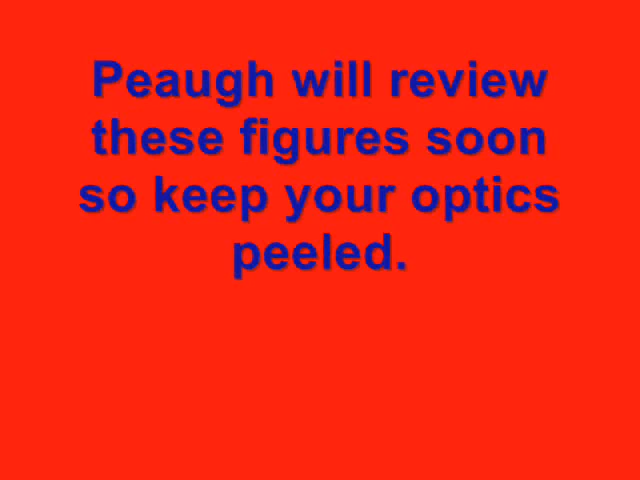 Peaugh will review
these figures soon
so keep your optics
peeled.